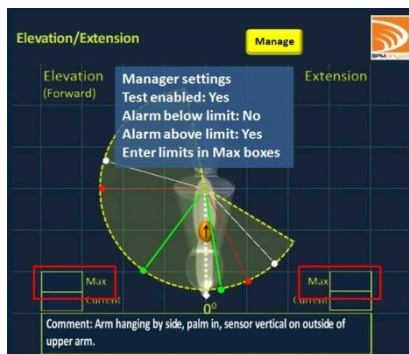 Elevation/Extension
Manage
Elevation
(Forward)
Extension
Manager settings
Test enabled: Yes
Alarm below limit: No
Alarm above limit: Yes
Enter limits in Max boxes
Max
Max
Current
Current
0⁰
Comment: Arm hanging by side, palm in, sensor vertical on outside of
upper arm.